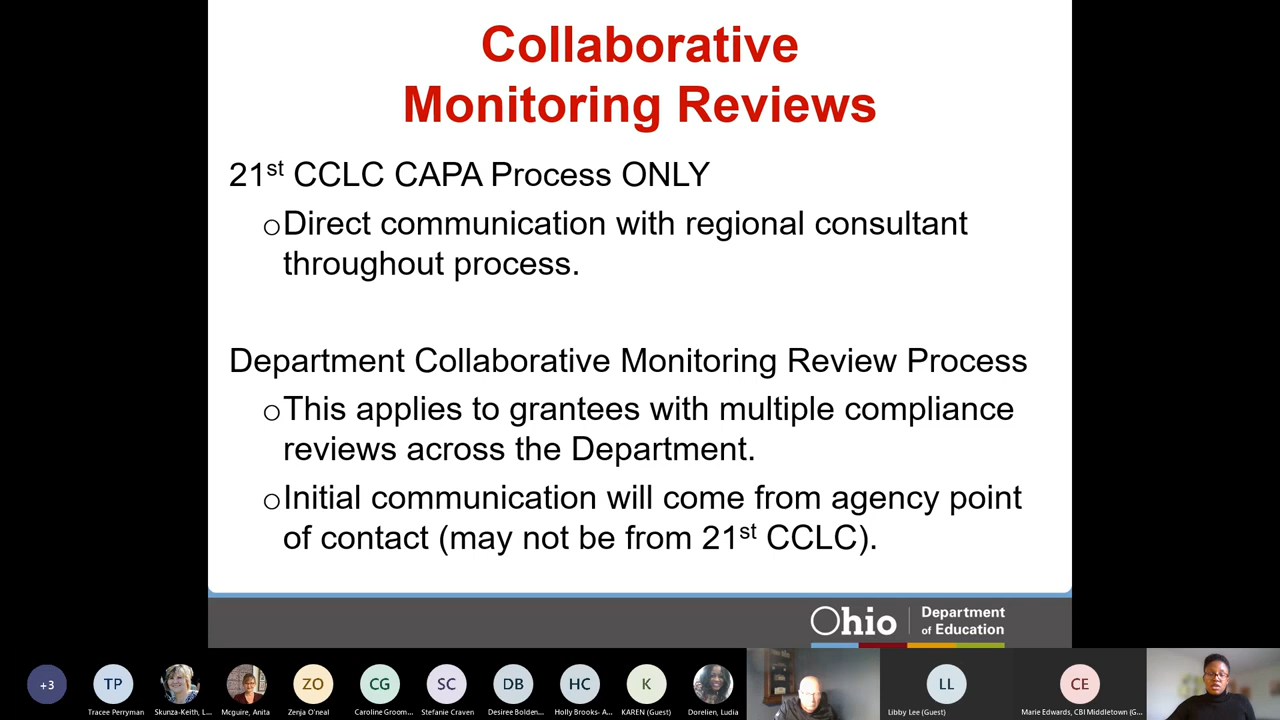 Collaborative
Monitoring Reviews
21st CCLC CAPA Process ONLY
oDirect communication with regional consultant
throughout process.
Department Collaborative Monitoring Review Process
oThis applies to grantees with multiple compliance
reviews across the Department.
oInitial communication will come from agency point
of contact (may not be from 21st CCLC).
Ohio
Department
of Education
+3
TP
ZO
CG
SC
DB
HC
K
LL
CE
Tracee Perryman
Skunza-Keith, L...
Mcguire, Anita
Zenja O'neal
Caroline Groom...
Stefanie Craven
Desiree Bolden...
Holly Brooks- A...
KAREN (Guest)
Dorelien, Ludia
Libby Lee (Guest)
Marie Edwards, CBI Middletown (G...